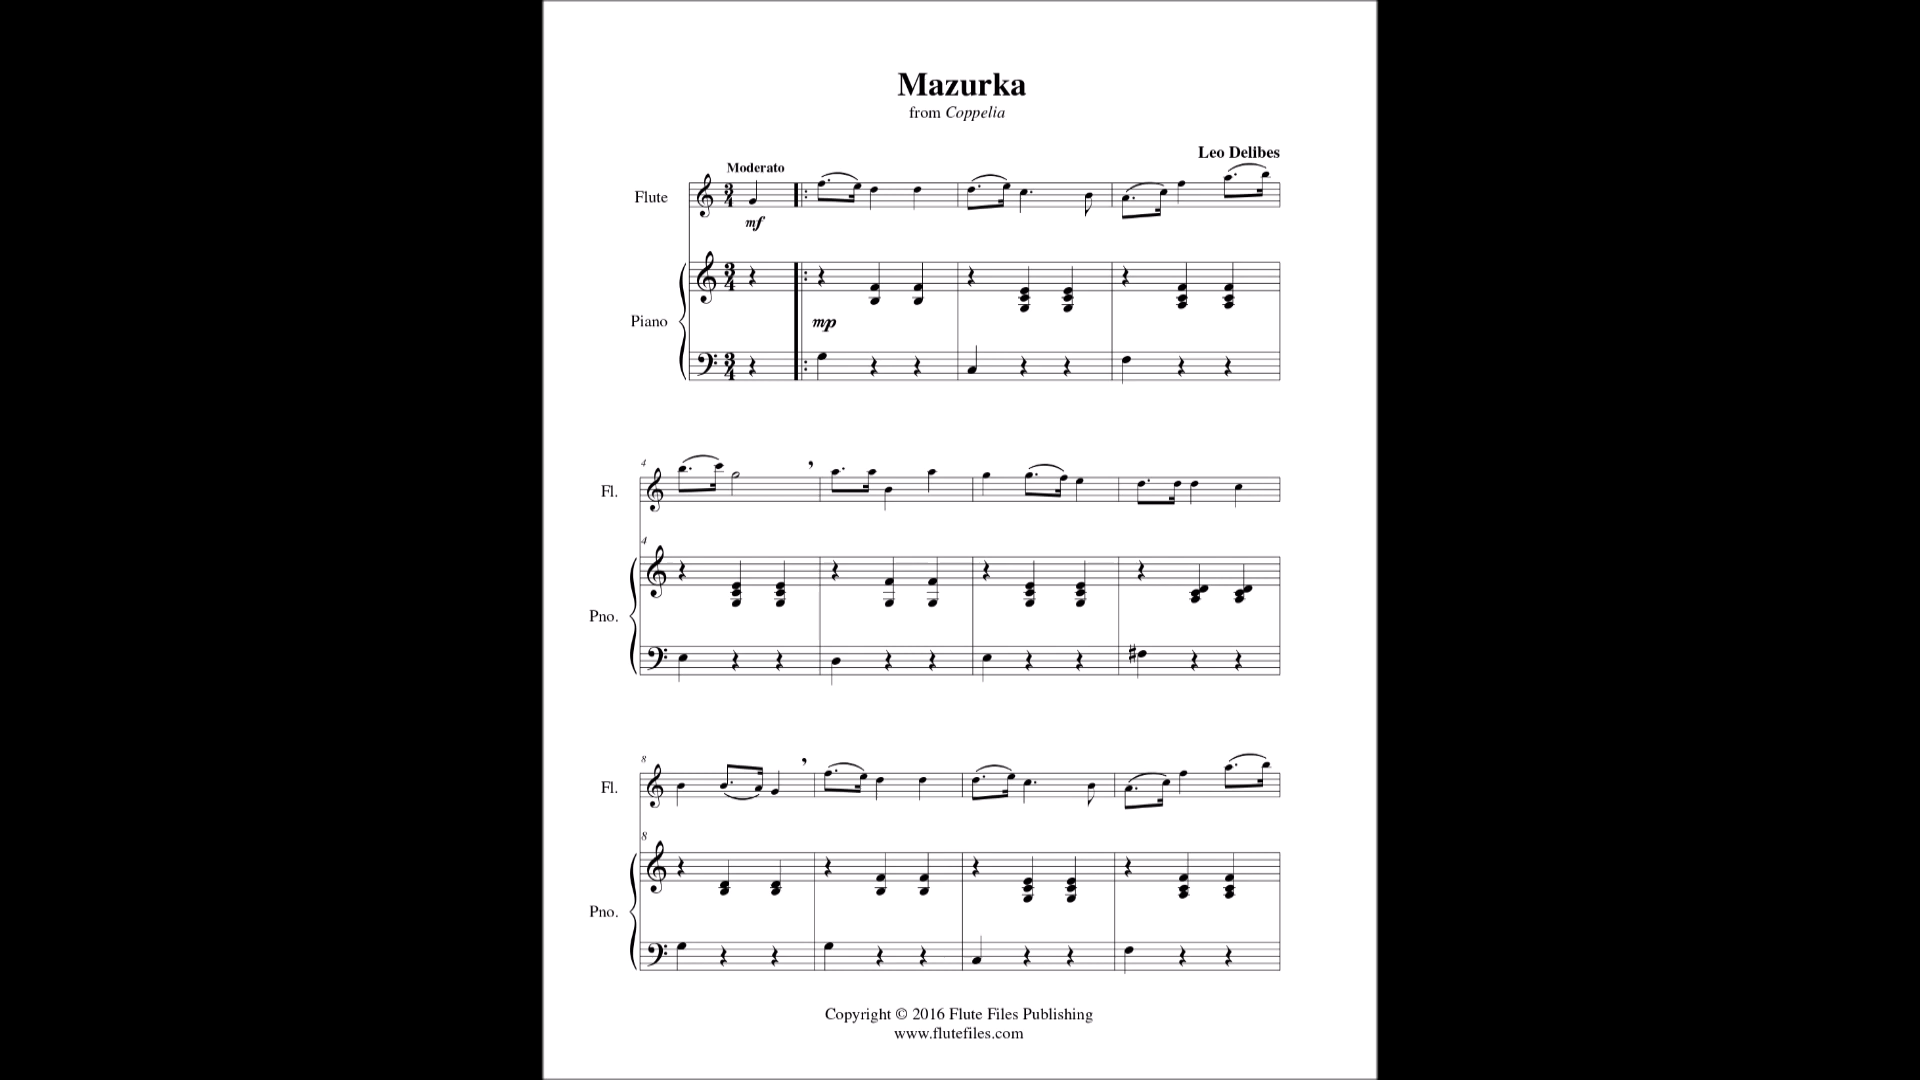 Mazurka
from Coppelia
Leo Delibes
Moderato
Flute
mf
Piano
mp
4
Fl.
4
Pno.
8
Fl.
8
Pno.
Copyright © 2016 Flute Files Publishing
www.flutefiles.com